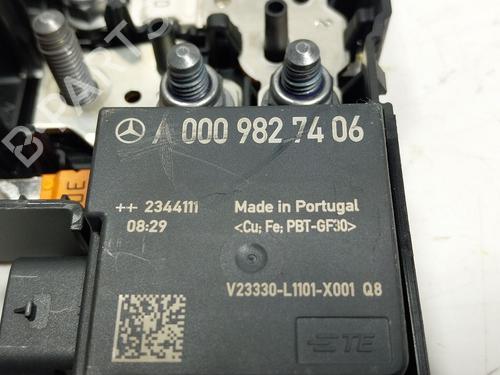 A 000 982 74 06
++ 2344111
08:29
Made in Portugal
<Cu; Fe; PBT-GF30>
V23330-L1101-X001 Q8
TE